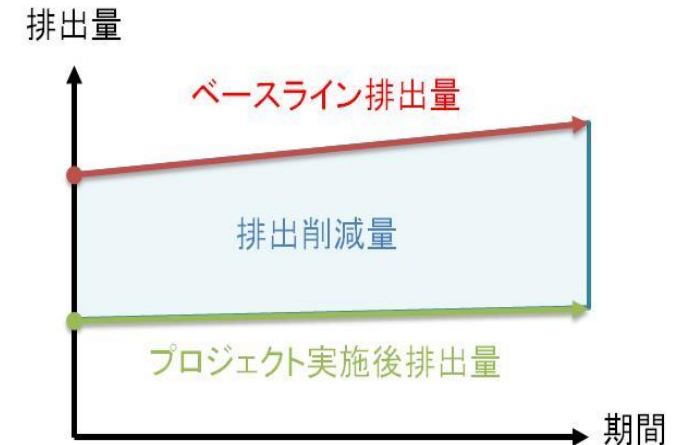 排出量
ベースライン排出量
排出削減量
プロジェクト実施後排出量
期間